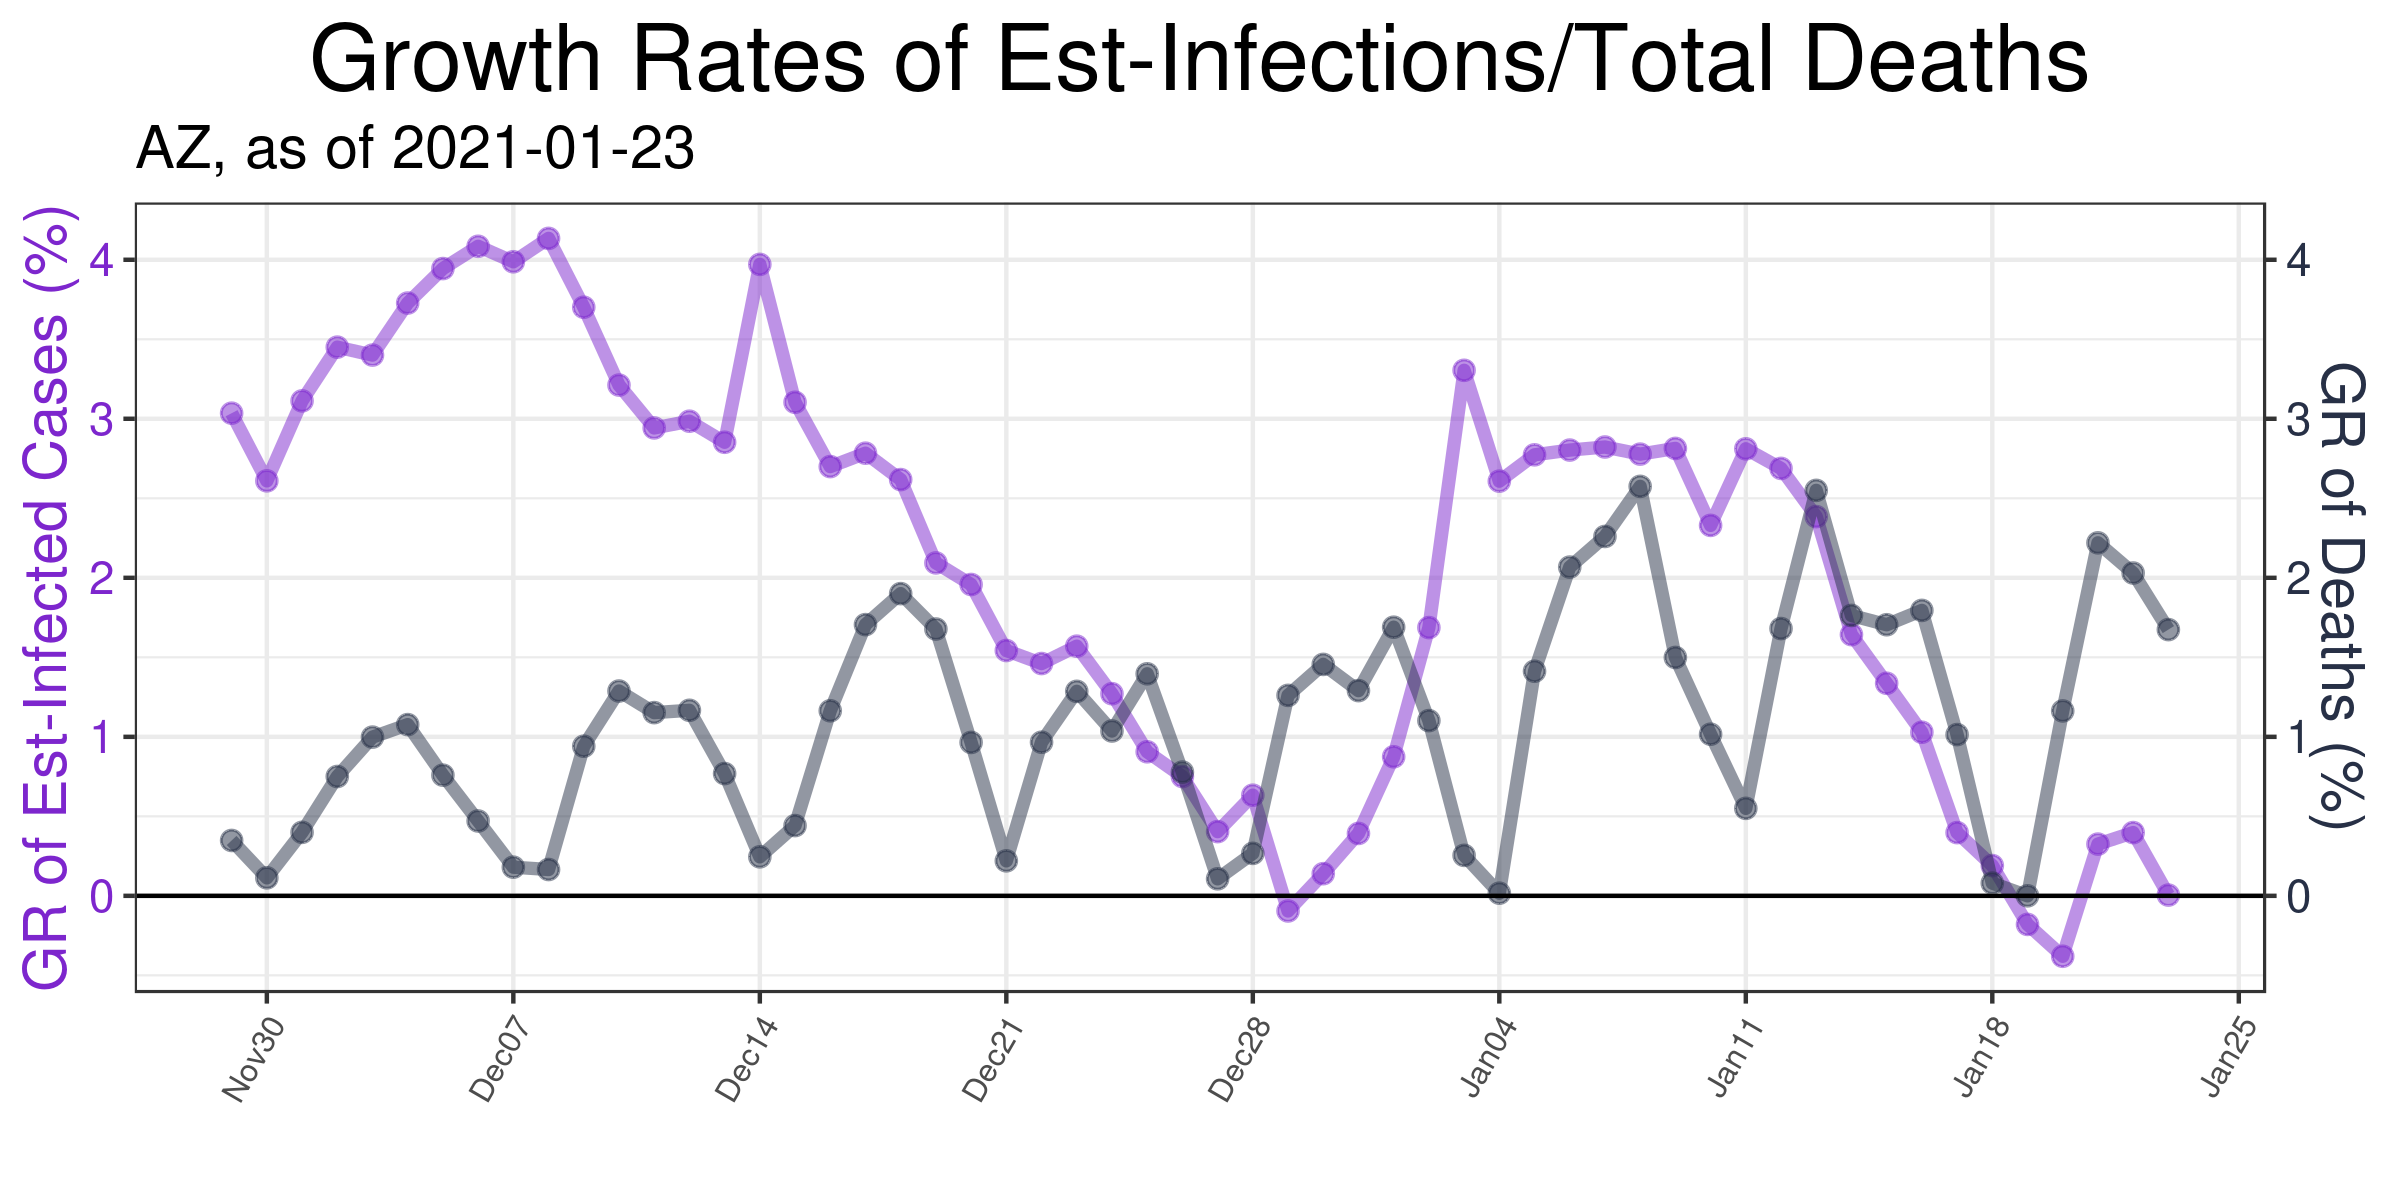 Growth Rates of Est-Infections/Total Deaths
AZ, as of 2021-01-23
GR of Est-Infected Cases (%)
4
3
2
1
0
4
3
2
1
0
GR of Deaths (%)
Nov30
Dec07
Dec14
Dec21
Dec28
Jan04
Jan11
Jan18
Jan25